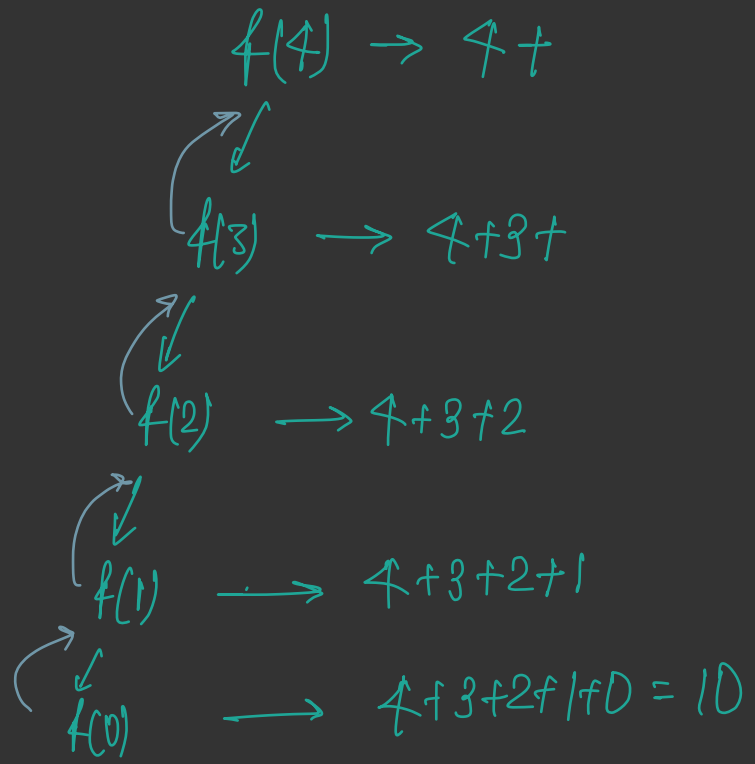 f(4) → 4+
f(3) → 4+3+
f(2) → 4+3+2
f(1) → 4+3+2+1
f(0) → 4+3+2+1+0 = 10